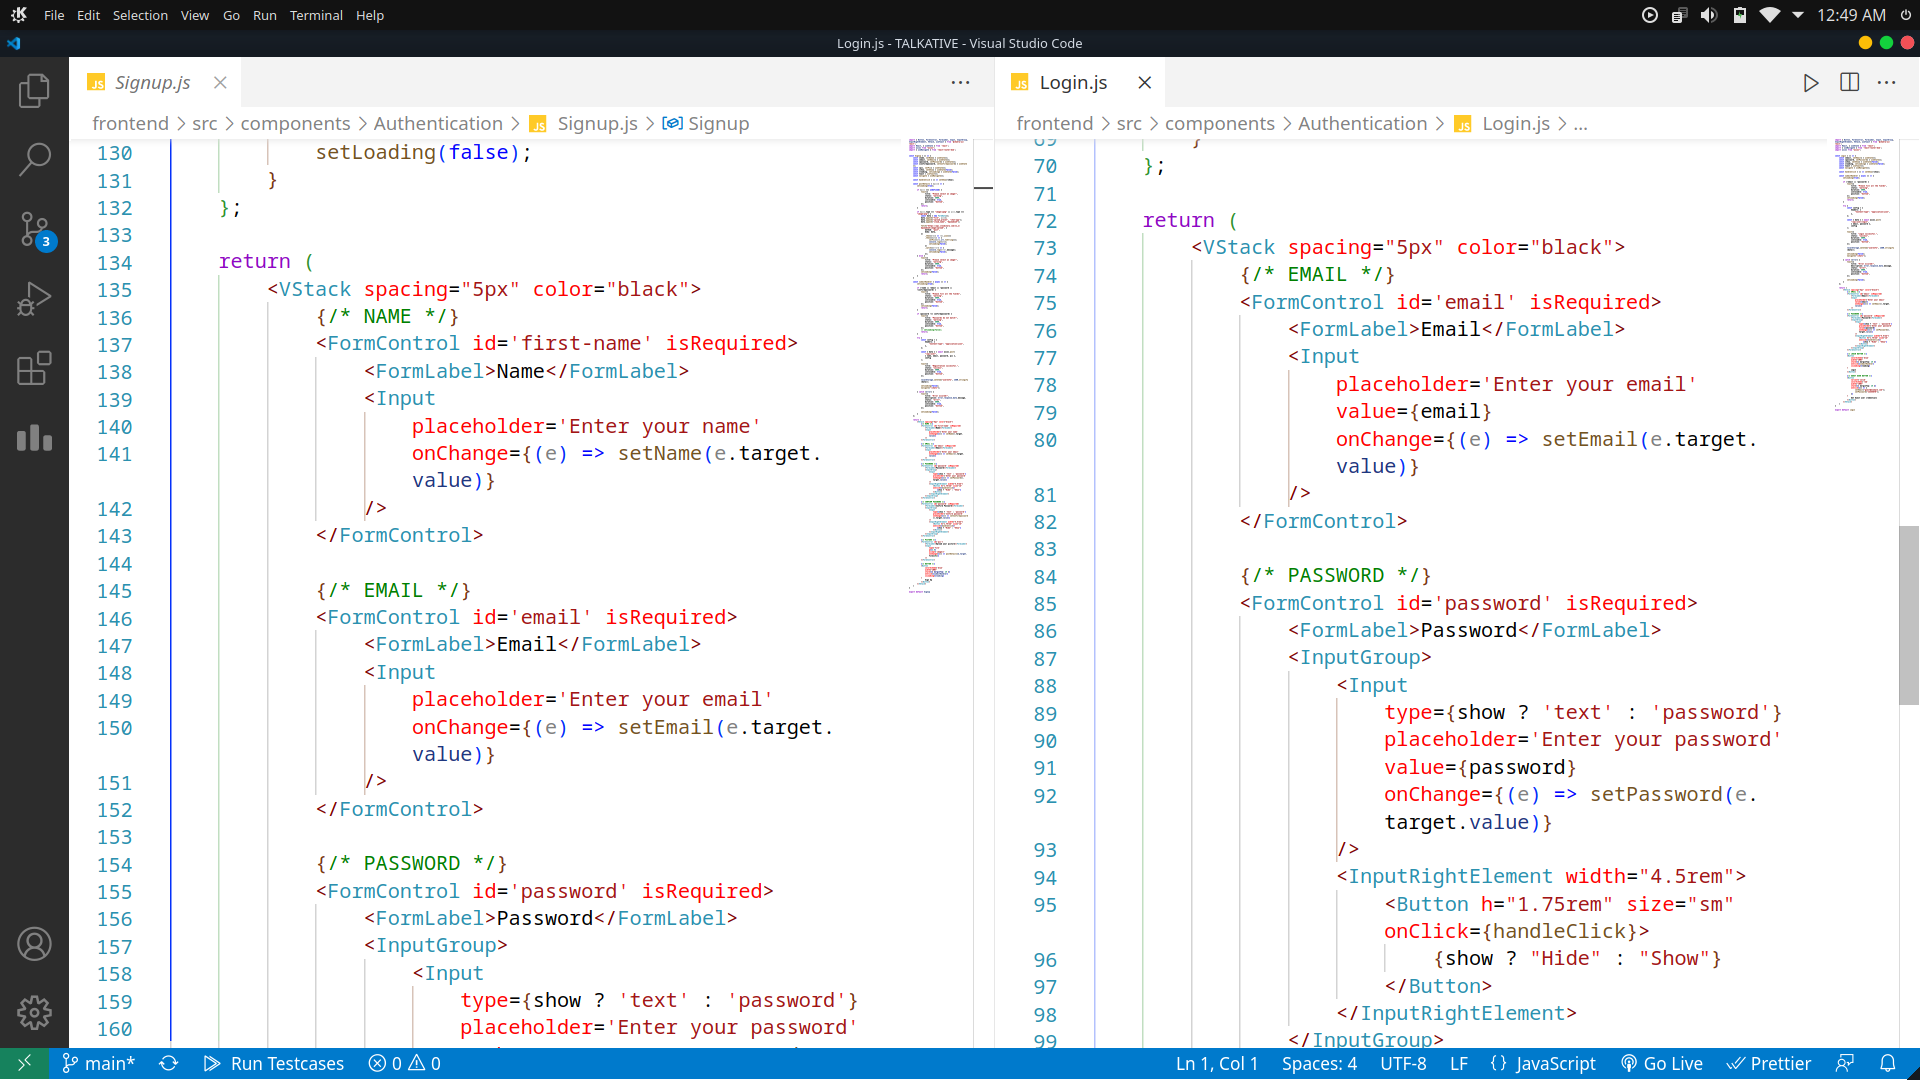 File Edit Selection View Go Run Terminal Help
12:49 AM
Login.js - TALKATIVE - Visual Studio Code
JS Signup.js
frontend > src > components > Authentication > JS Signup.js > Signup
130 setLoading(false);
131 }
132 };
133
134 return (
135 <VStack spacing="5px" color="black">
136 {/* NAME */}
137 <FormControl id='first-name' isRequired>
138 <FormLabel>Name</FormLabel>
139 <Input
140 placeholder='Enter your name'
141 onChange={(e) => setName(e.target.
value)}
142 />
143 </FormControl>
144
145 {/* EMAIL */}
146 <FormControl id='email' isRequired>
147 <FormLabel>Email</FormLabel>
148 <Input
149 placeholder='Enter your email'
150 onChange={(e) => setEmail(e.target.
value)}
151 />
152 </FormControl>
153
154 {/* PASSWORD */}
155 <FormControl id='password' isRequired>
156 <FormLabel>Password</FormLabel>
157 <InputGroup>
158 <Input
159 type={show ? 'text' : 'password'}
160 placeholder='Enter your password'
JS Login.js
frontend > src > components > Authentication > JS Login.js > ...
69 }
70 };
71
72 return (
73 <VStack spacing="5px" color="black">
74 {/* EMAIL */}
75 <FormControl id='email' isRequired>
76 <FormLabel>Email</FormLabel>
77 <Input
78 placeholder='Enter your email'
79 value={email}
80 onChange={(e) => setEmail(e.target.
value)}
81 />
82 </FormControl>
83
84 {/* PASSWORD */}
85 <FormControl id='password' isRequired>
86 <FormLabel>Password</FormLabel>
87 <InputGroup>
88 <Input
89 type={show ? 'text' : 'password'}
90 placeholder='Enter your password'
91 value={password}
92 onChange={(e) => setPassword(e.
target.value)}
93 />
94 <InputRightElement width="4.5rem">
95 <Button h="1.75rem" size="sm"
onClick={handleClick}>
96 {show ? "Hide" : "Show"}
97 </Button>
98 </InputRightElement>
99 </InputGroup>
3
main* Run Testcases 0 0 Ln 1, Col 1 Spaces: 4 UTF-8 LF {} JavaScript Go Live Prettier